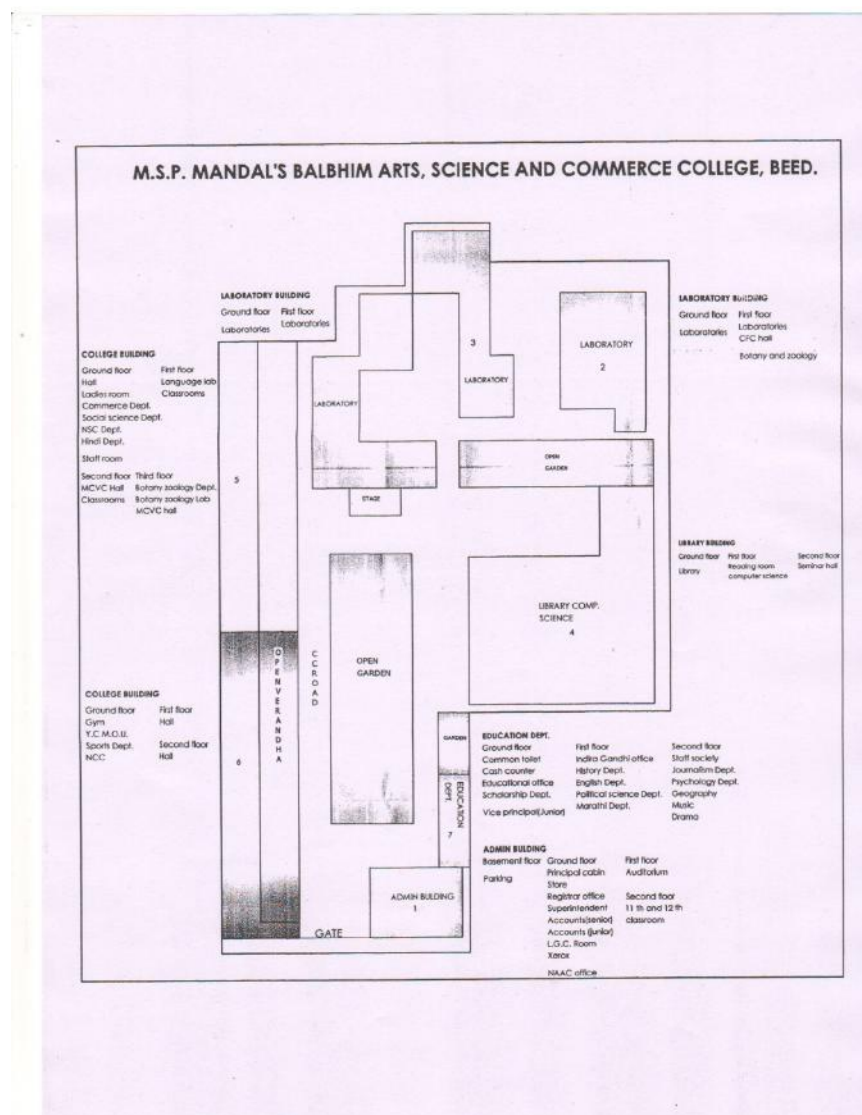 M.S.P. MANDAL'S BALBHIM ARTS, SCIENCE AND COMMERCE COLLEGE, BEED.
LABORATORY BUILDING
Ground floor First floor
Laboratories Laboratories
COLLEGE BUILDING
Ground floor First floor
Hall Language lab
Ladies room Classrooms
Commerce Dept.
Social science Dept.
NSC Dept.
Hindi Dept.
Staff room
Second floor Third floor
MCVC Hall Botany zoology Dept.
Classrooms Botany zoology Lab
MCVC hall
5
LABORATORY
STAGE
3
LABORATORY
LABORATORY
2
LABORATORY BUILDING
Ground floor First floor
Laboratories Laboratories
CFC hall
Botany and zoology
OPEN
GARDEN
LIBRARY BUILDING
Ground floor First floor Second floor
Library Reading room Seminar hall
computer science
LIBRARY COMP.
SCIENCE
4
OPENVERANDHA
CCROAD
OPEN
GARDEN
COLLEGE BUILDING
Ground floor First floor
Gym Hall
Y.C M.O.U.
Sports Dept. Second floor
NCC Hall
6
GARDEN
EDUCATION
DEPT.
7
EDUCATION DEPT.
Ground floor First floor Second floor
Common toilet Indira Gandhi office Staff society
Cash counter History Dept. Journalism Dept.
Educational office English Dept. Psychology Dept.
Scholarship Dept. Political science Dept. Geography
Vice principal(Junior) Marathi Dept. Music
Drama
ADMIN BUILDING
Basement floor Ground floor First floor
Parking Principal cabin Auditorium
Store
Registrar office Second floor
Superintendent 11 th and 12 th
Accounts(senior) classroom
Accounts (junior)
L.G.C. Room
Xerox
NAAC office
ADMIN BULDING
1
GATE